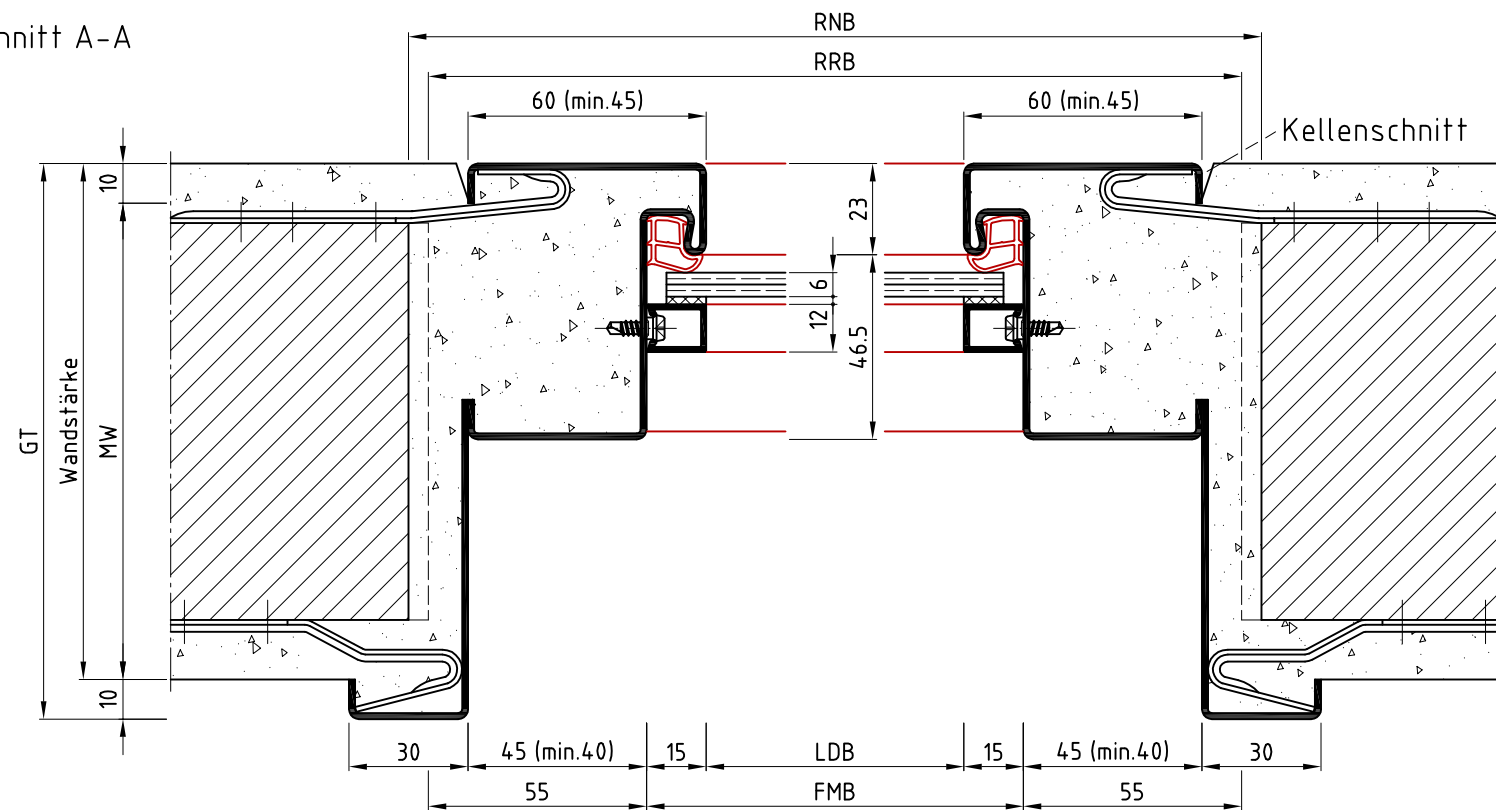 hnitt A-A
RNB
RRB
60 (min.45)
60 (min.45)
Kellenschnitt
10
23
6
12
46.5
GT
Wandstärke
MW
10
30
45 (min.40)
15
LDB
15
45 (min.40)
30
55
FMB
55